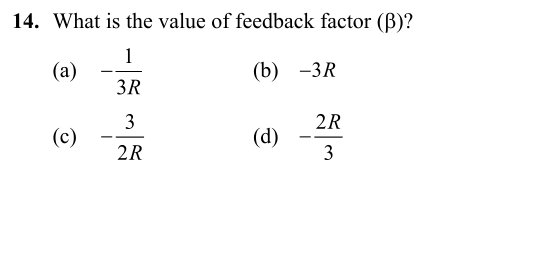 14. What is the value of feedback factor (β)?
(a) −1/3R (b) −3R
(c) −3/2R (d) −2R/3